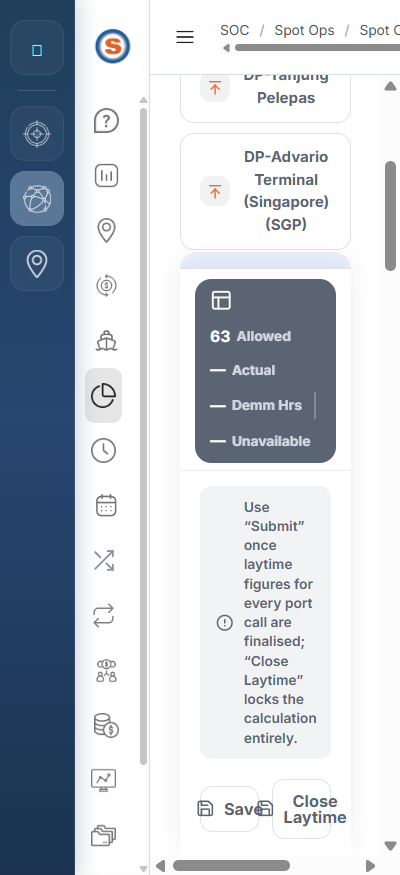 SOC / Spot Ops / Spot O
DP-Tanjung
Pelepas
DP-Advario
Terminal
(Singapore)
(SGP)
63 Allowed
— Actual
— Demm Hrs
— Unavailable
Use
“Submit”
once
laytime
figures for
every port
call are
finalised;
“Close
Laytime”
locks the
calculation
entirely.
Save
Close
Laytime